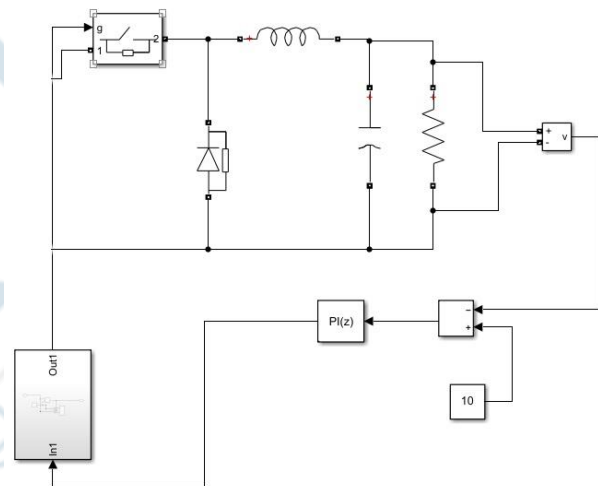 g
1
2
+
+
+
+
-
v
PI(z)
−
+
10
Out1
In1